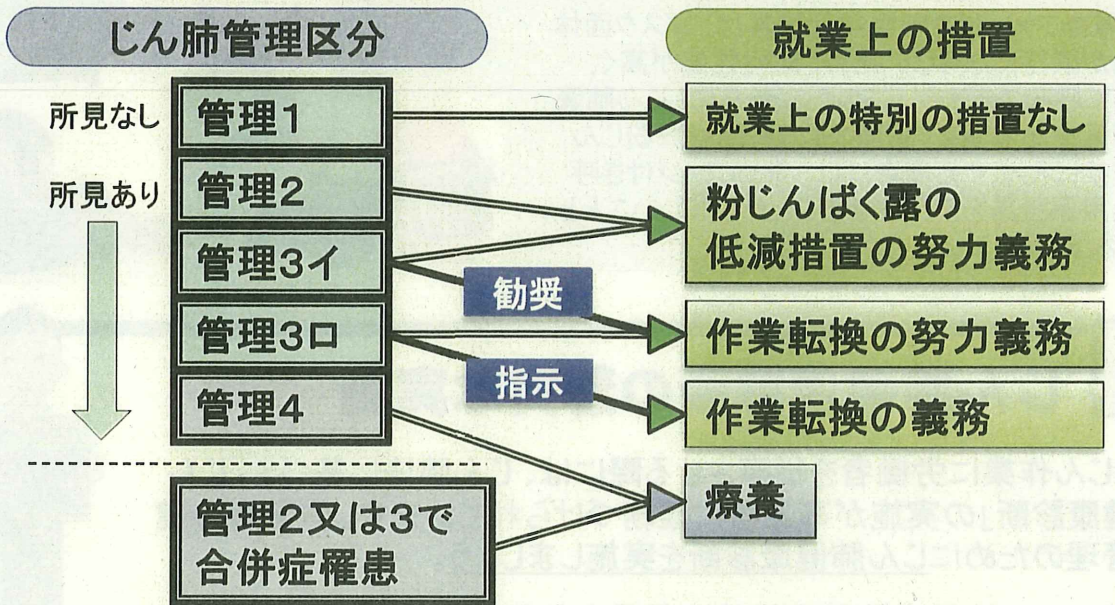 じん肺管理区分
就業上の措置
所見なし
管理1
就業上の特別の措置なし
所見あり
管理2
粉じんばく露の
低減措置の努力義務
管理3イ
勧奨
管理3ロ
作業転換の努力義務
指示
管理4
作業転換の義務
管理2又は3で
合併症罹患
療養